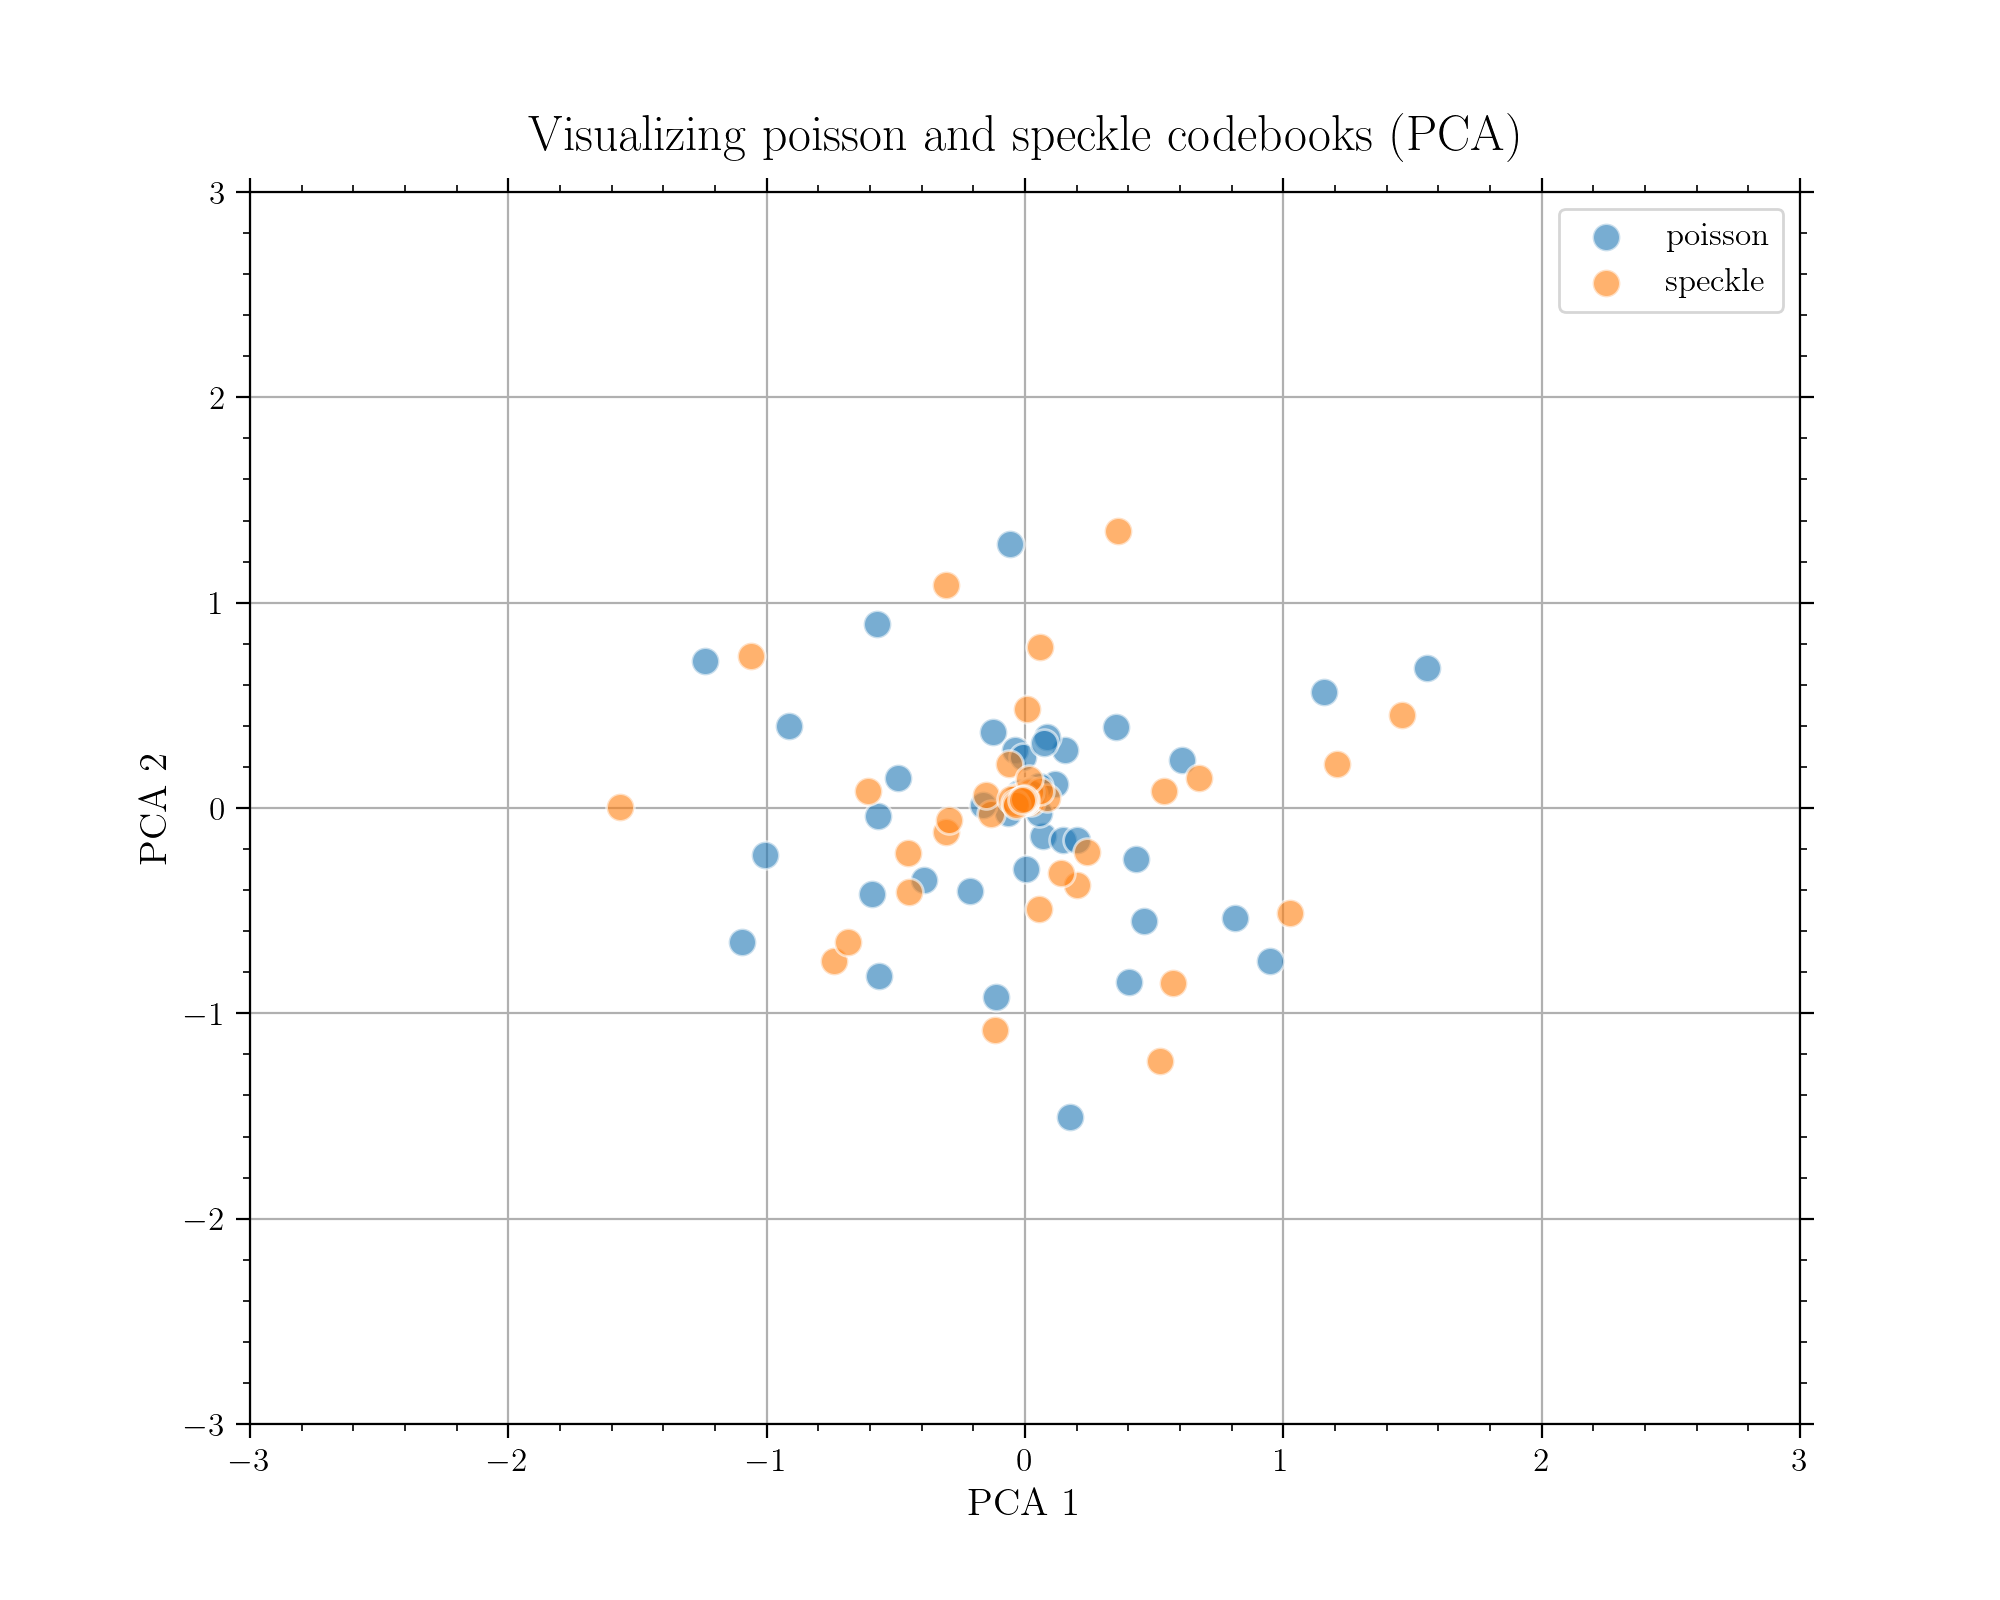 Visualizing poisson and speckle codebooks (PCA)
poisson
speckle
3
2
1
0
−1
−2
−3
PCA 2
−3
−2
−1
0
1
2
3
PCA 1